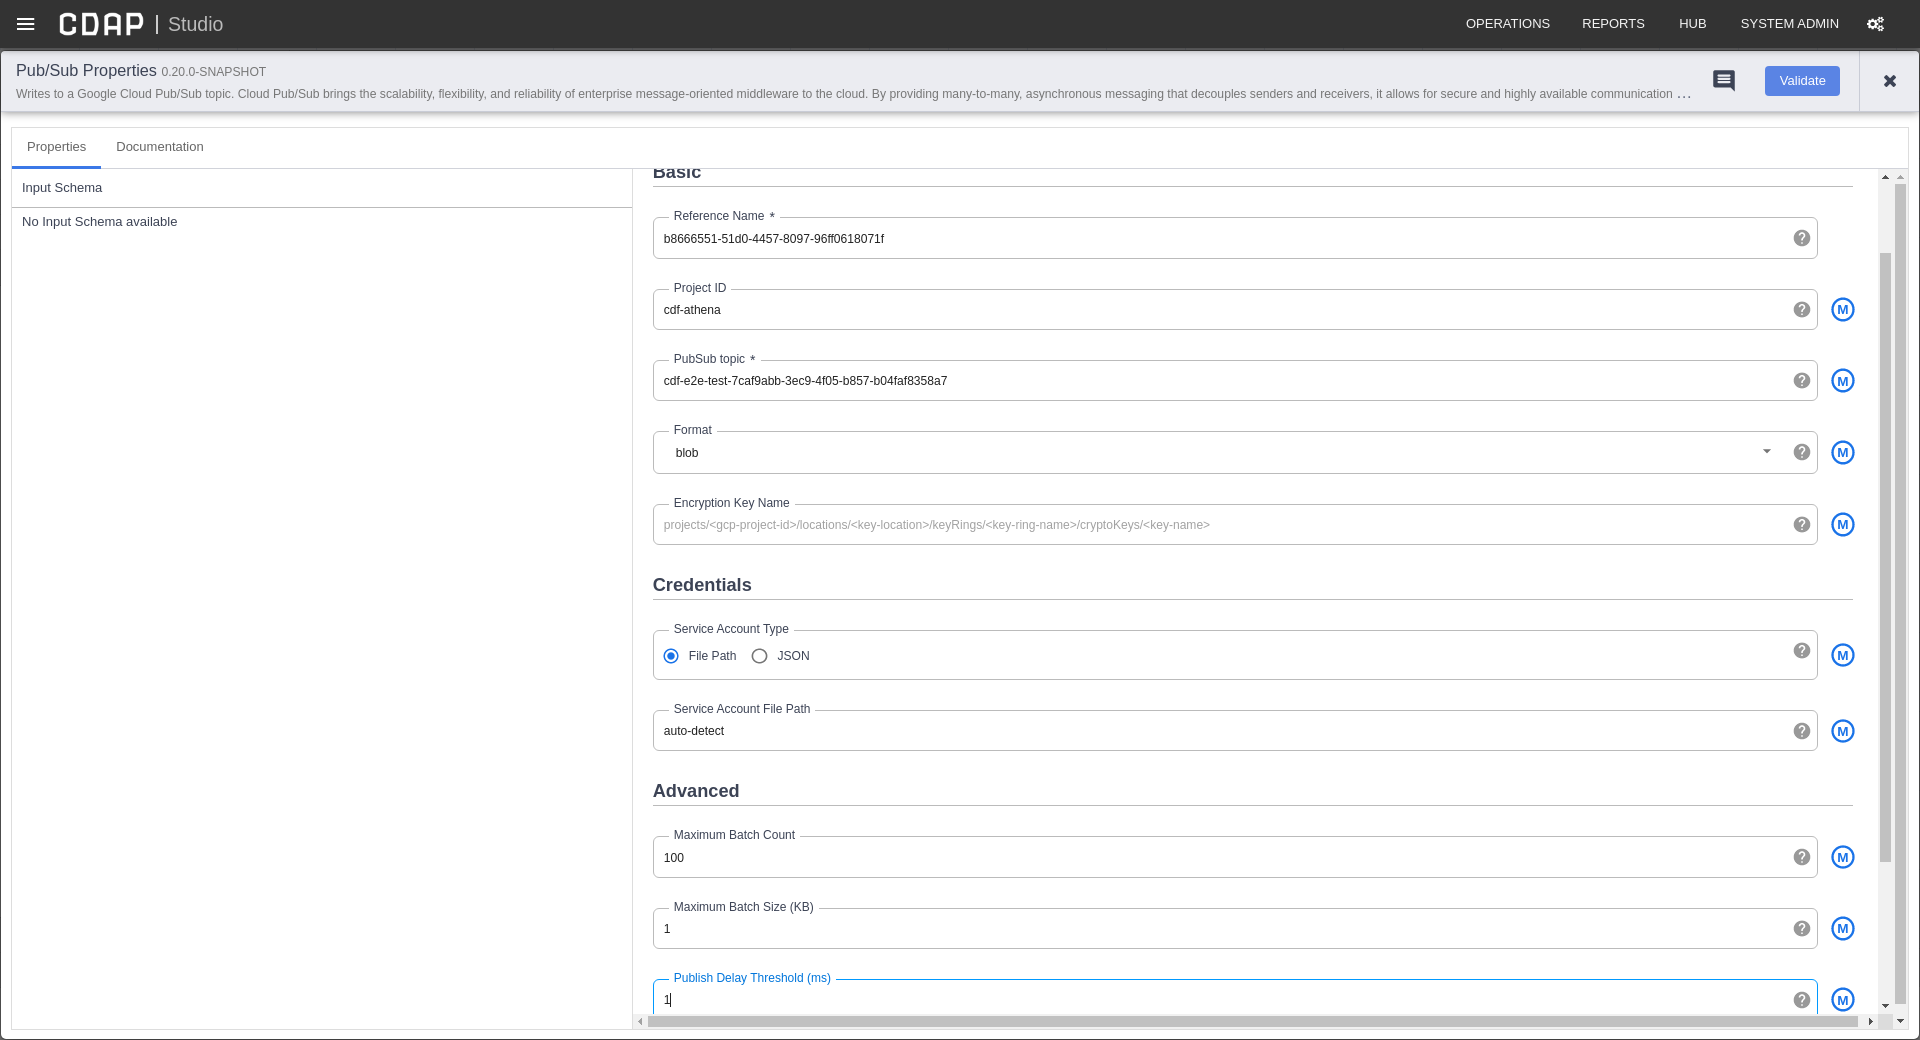 CDAP | Studio
OPERATIONS REPORTS HUB SYSTEM ADMIN
Pub/Sub Properties 0.20.0-SNAPSHOT
Writes to a Google Cloud Pub/Sub topic. Cloud Pub/Sub brings the scalability, flexibility, and reliability of enterprise message-oriented middleware to the cloud. By providing many-to-many, asynchronous messaging that decouples senders and receivers, it allows for secure and highly available communication ...
Validate
Properties Documentation
Input Schema
No Input Schema available
Basic
Reference Name *
b8666551-51d0-4457-8097-96ff0618071f
Project ID
cdf-athena
M
PubSub topic *
cdf-e2e-test-7caf9abb-3ec9-4f05-b857-b04faf8358a7
M
Format
blob
M
Encryption Key Name
projects/<gcp-project-id>/locations/<key-location>/keyRings/<key-ring-name>/cryptoKeys/<key-name>
M
Credentials
Service Account Type
File Path JSON
M
Service Account File Path
auto-detect
M
Advanced
Maximum Batch Count
100
M
Maximum Batch Size (KB)
1
M
Publish Delay Threshold (ms)
1
M